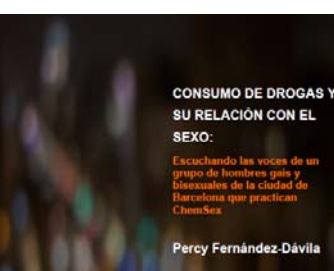 CONSUMO DE DROGAS Y
SU RELACIÓN CON EL
SEXO:
Escuchando las voces de un
grupo de hombres gais y
bisexuales de la ciudad de
Barcelona que practican
ChemSex
Percy Fernández-Dávila